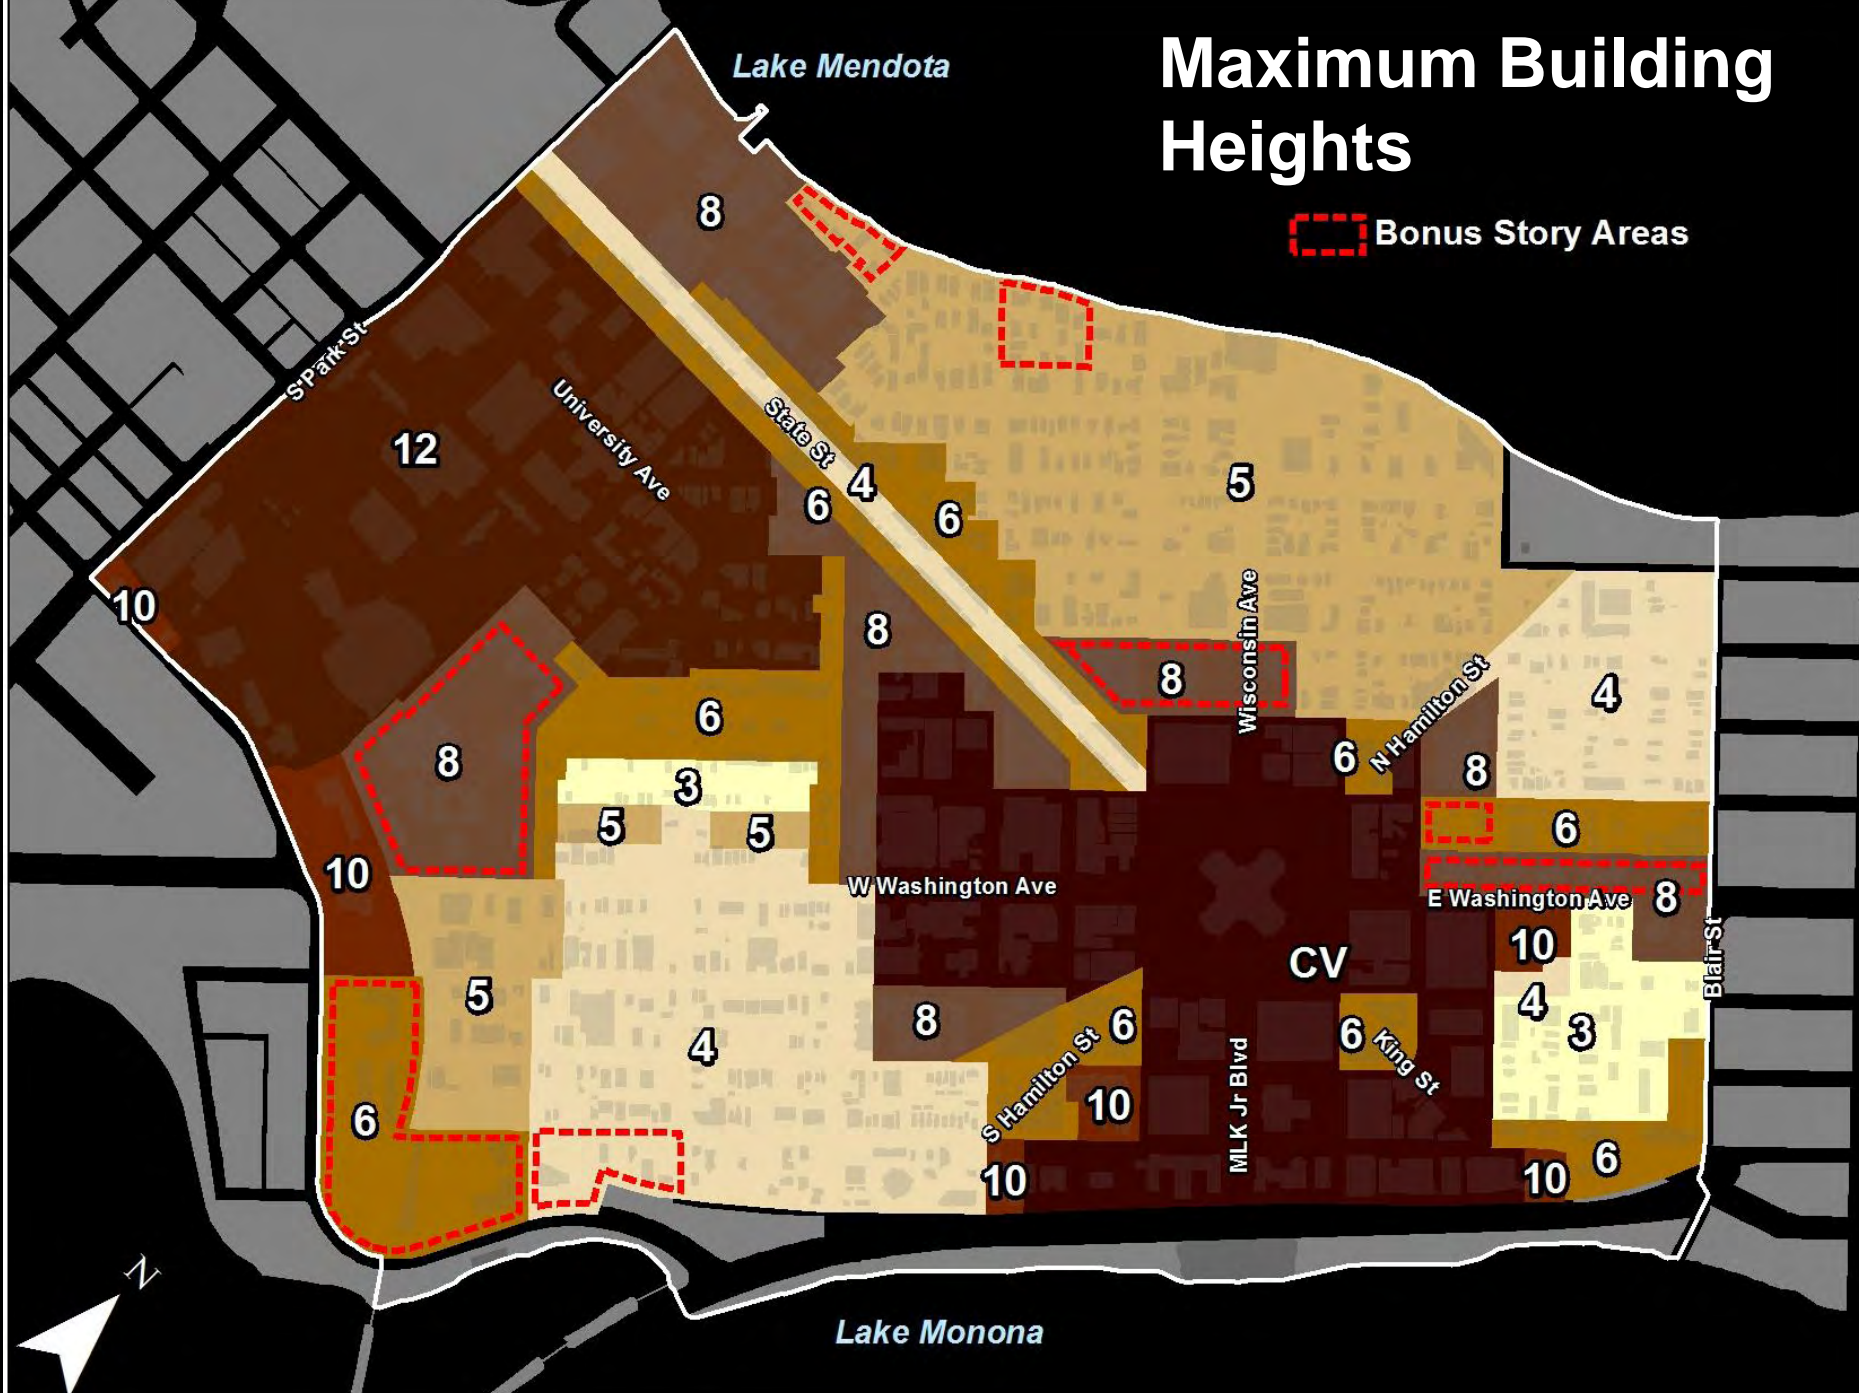 Maximum Building
Heights
Lake Mendota
Bonus Story Areas
8
S Park St
University Ave
State St
12
4
6
6
5
10
8
8
Wisconsin Ave
N Hamilton St
4
6
8
6
8
3
6
5
5
10
W Washington Ave
E Washington Ave
8
10
Blair St
CV
5
4
3
8
6
6
King St
4
S Hamilton St
MLK Jr Blvd
10
6
6
10
10
N
Lake Monona